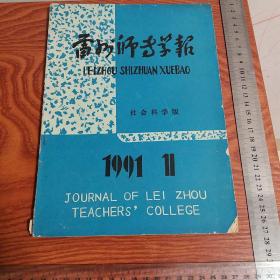 雷州师专学报
LEIZHOU SHIZHUAN XUEBAO
社会科学版
1991 1
JOURNAL OF LEI ZHOU
TEACHERS' COLLEGE